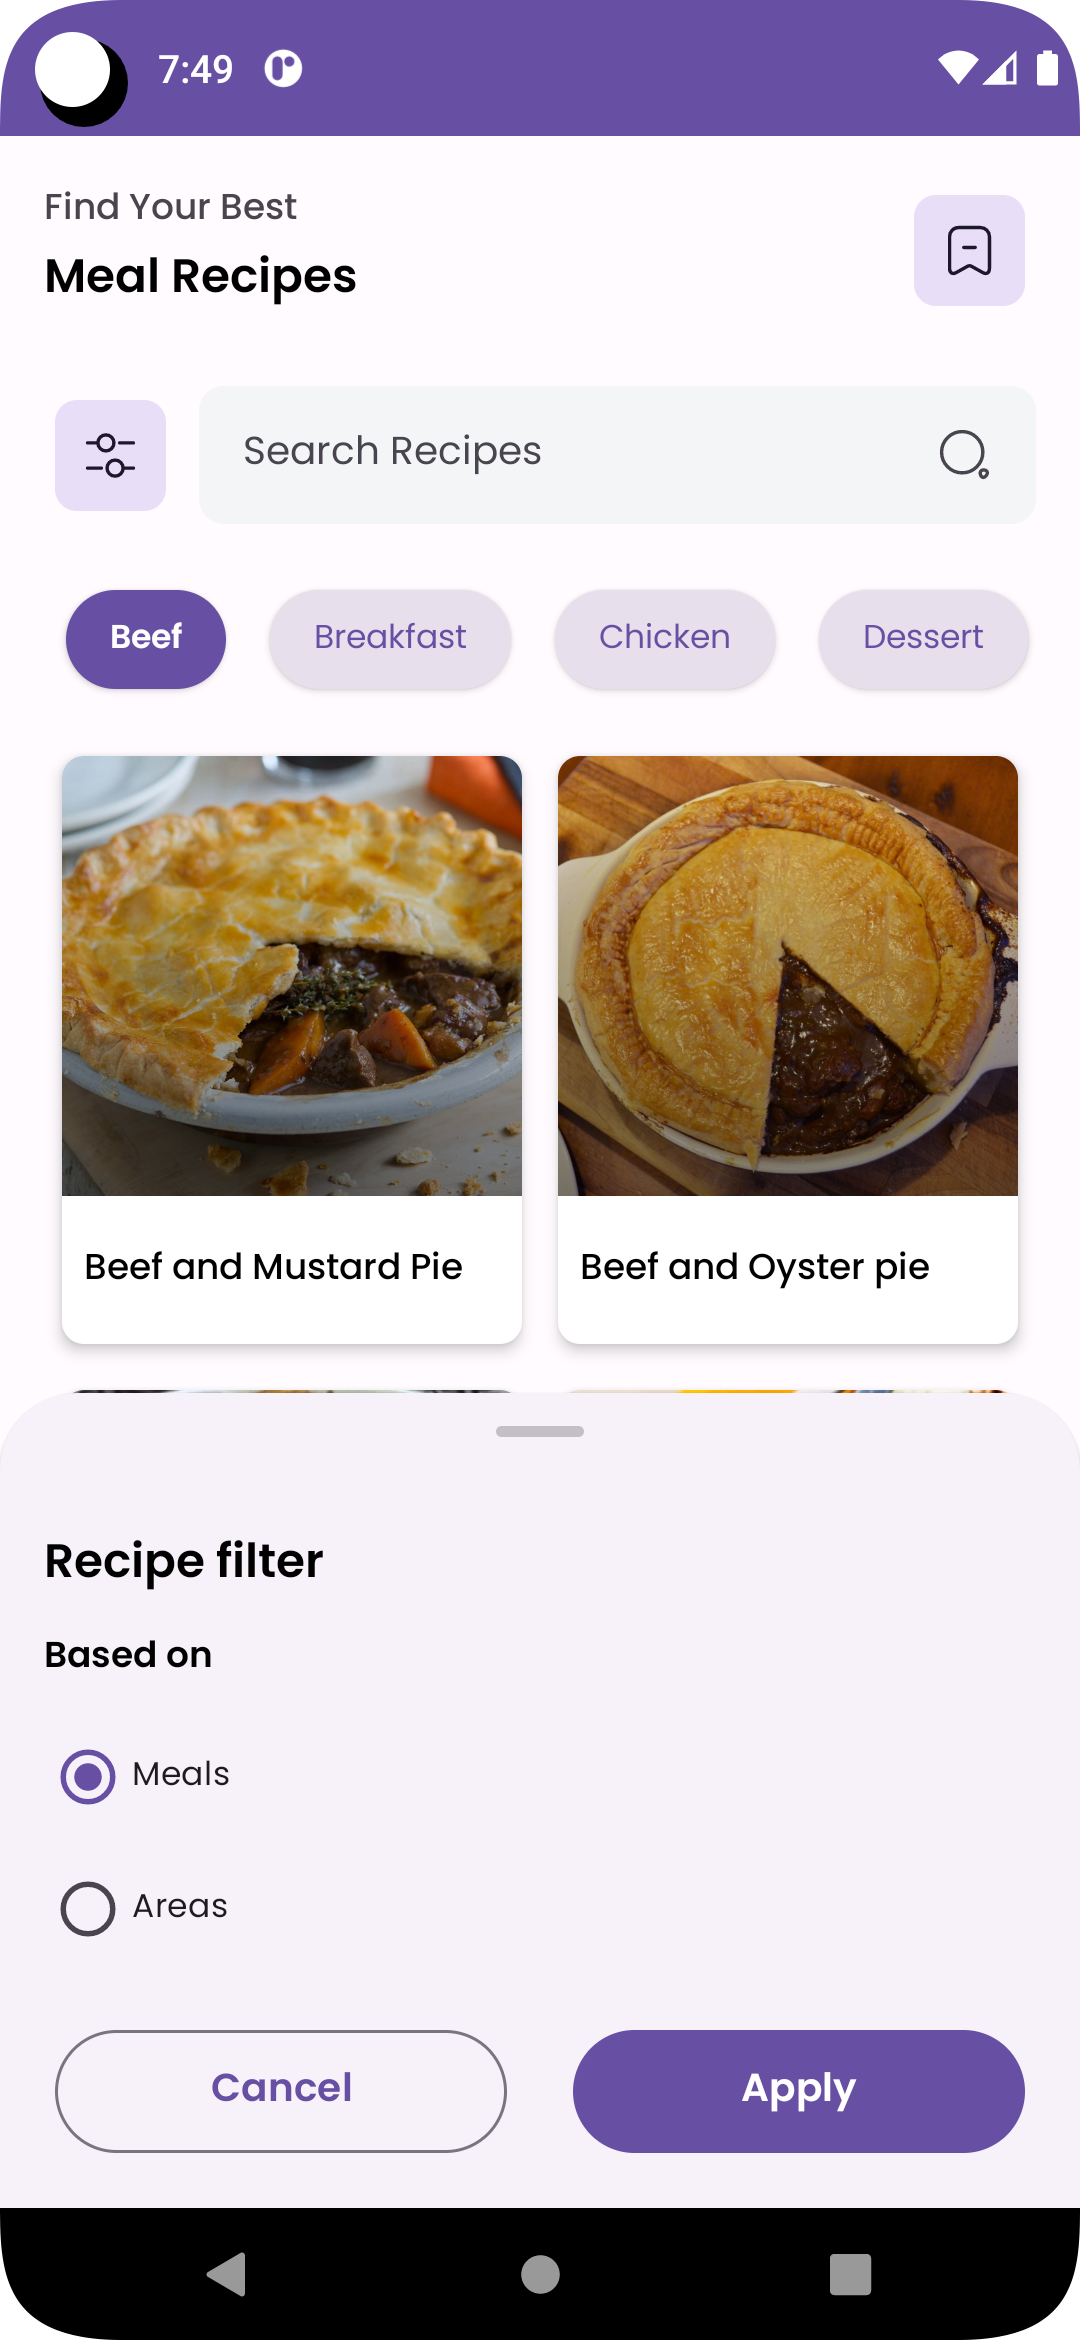 7:49
Find Your Best
Meal Recipes
Search Recipes
Beef
Breakfast
Chicken
Dessert
Beef and Mustard Pie
Beef and Oyster pie
Recipe filter
Based on
Meals
Areas
Cancel
Apply